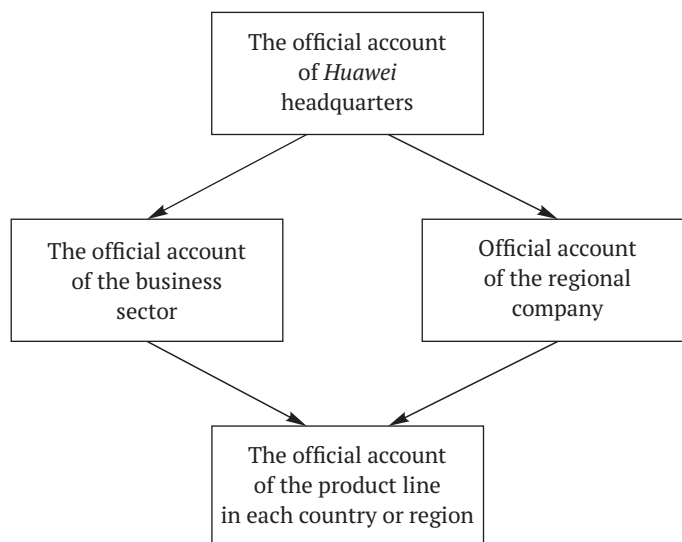 The official account
of Huawei
headquarters
The official account
of the business
sector
Official account
of the regional
company
The official account
of the product line
in each country or region